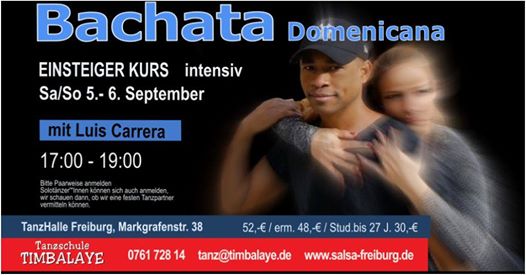 Bachata Domenicana
EINSTEIGER KURS intensiv
Sa/So 5.- 6. September
mit Luis Carrera
17:00 - 19:00
Bitte Paarweise anmelden
Solotänzer*Innen können sich auch anmelden,
wir schauen dann, ob wir eine festen Tanzpartner
vermitteln können.
TanzHalle Freiburg, Markgrafenstr. 38 52,-€ / erm. 48,-€ / Stud.bis 27 J. 30,-€
Tanzschule
TIMBALAYE 0761 728 14 tanz@timbalaye.de www.salsa-freiburg.de